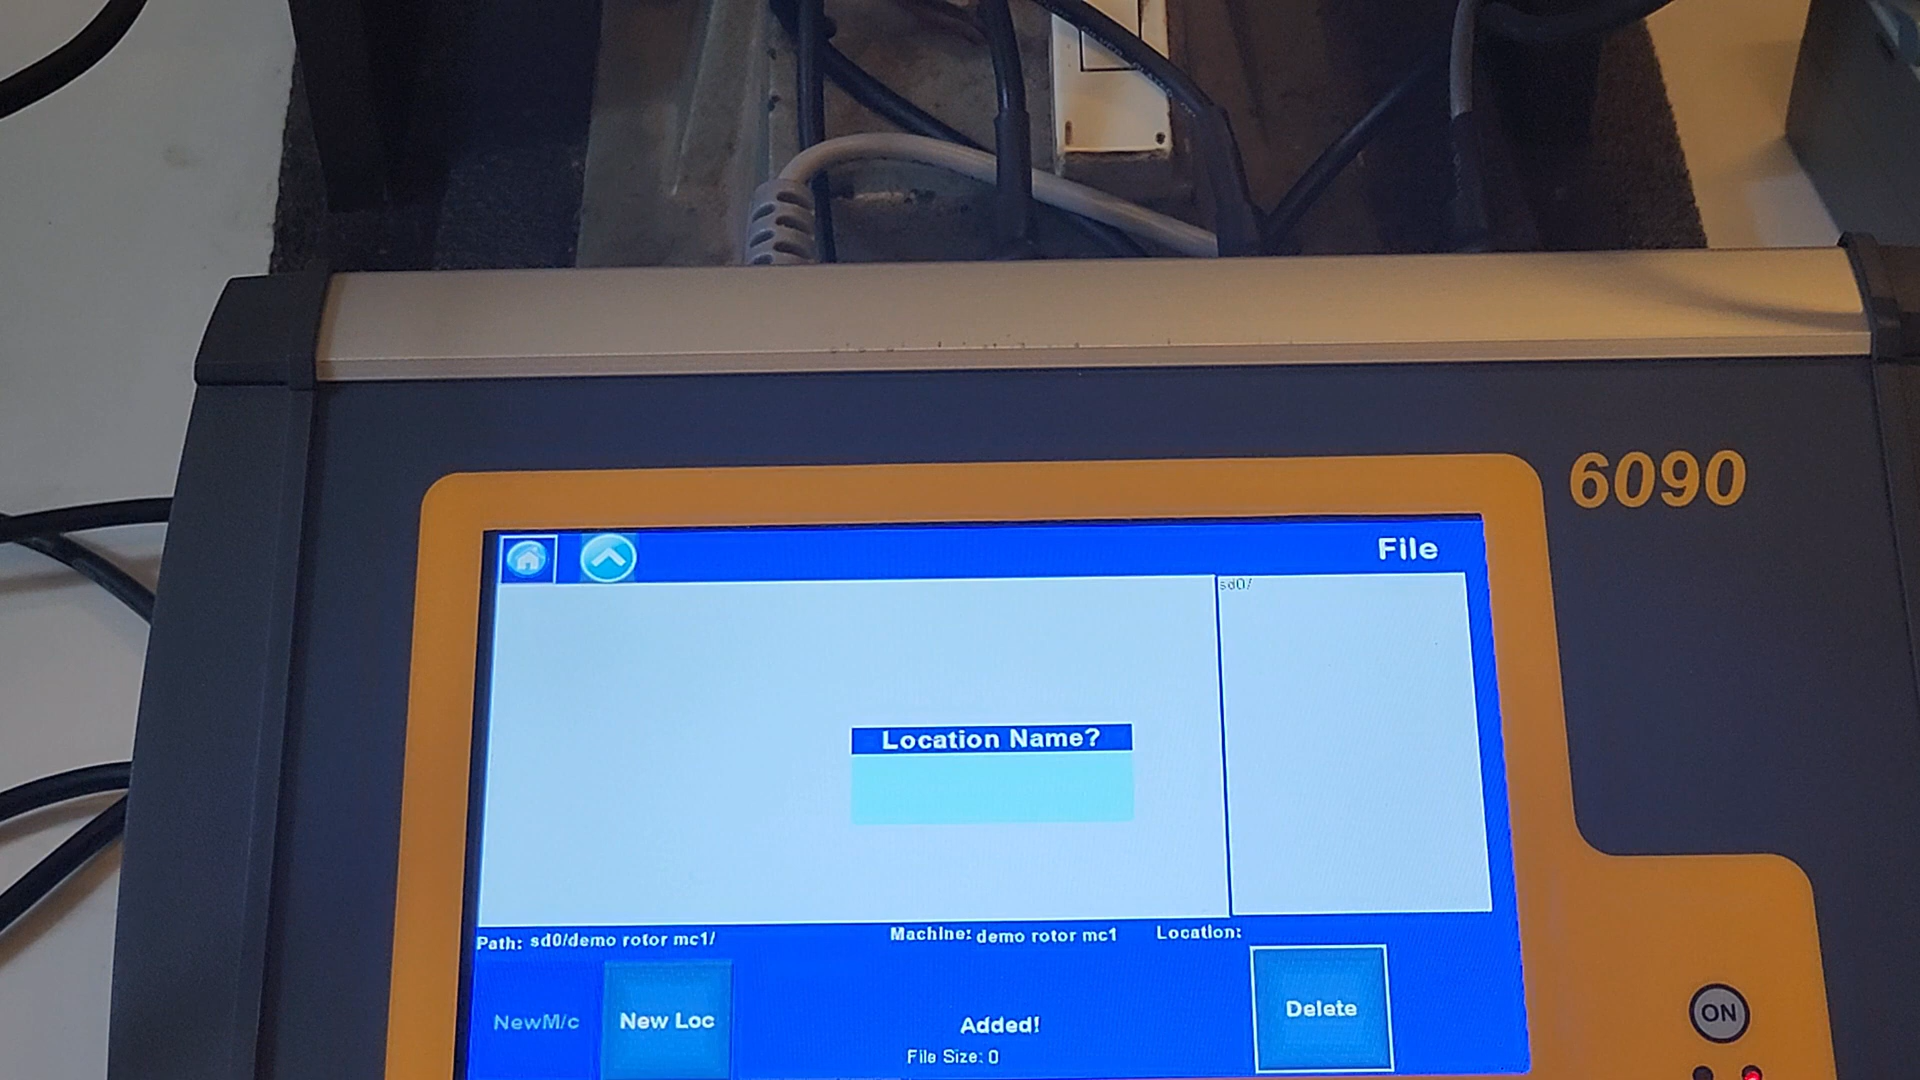 6090
File
sd0/
Location Name?
Path: sd0/demo rotor mc1/
Machine: demo rotor mc1
Location:
NewM/c
New Loc
Added!
Delete
File Size: 0
ON